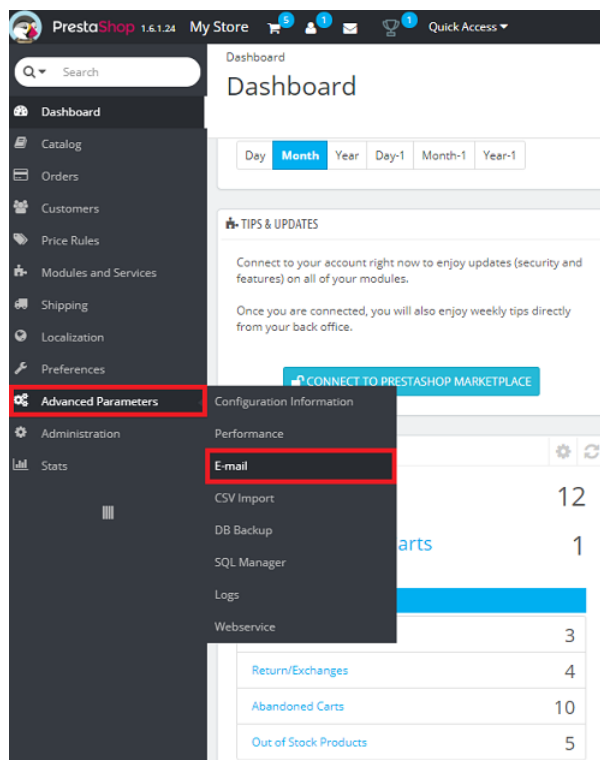 PrestaShop 1.6.1.24 My Store 5 1 1 Quick Access
Search
Dashboard
Catalog
Orders
Customers
Price Rules
Modules and Services
Shipping
Localization
Preferences
Advanced Parameters
Administration
Stats
Configuration Information
Performance
E-mail
CSV Import
DB Backup
SQL Manager
Logs
Webservice
Dashboard
Dashboard
Day Month Year Day-1 Month-1 Year-1
TIPS & UPDATES
Connect to your account right now to enjoy updates (security and
features) on all of your modules.
Once you are connected, you will also enjoy weekly tips directly
from your back office.
CONNECT TO PRESTASHOP MARKETPLACE
12
arts 1
3
Return/Exchanges 4
Abandoned Carts 10
Out of Stock Products 5